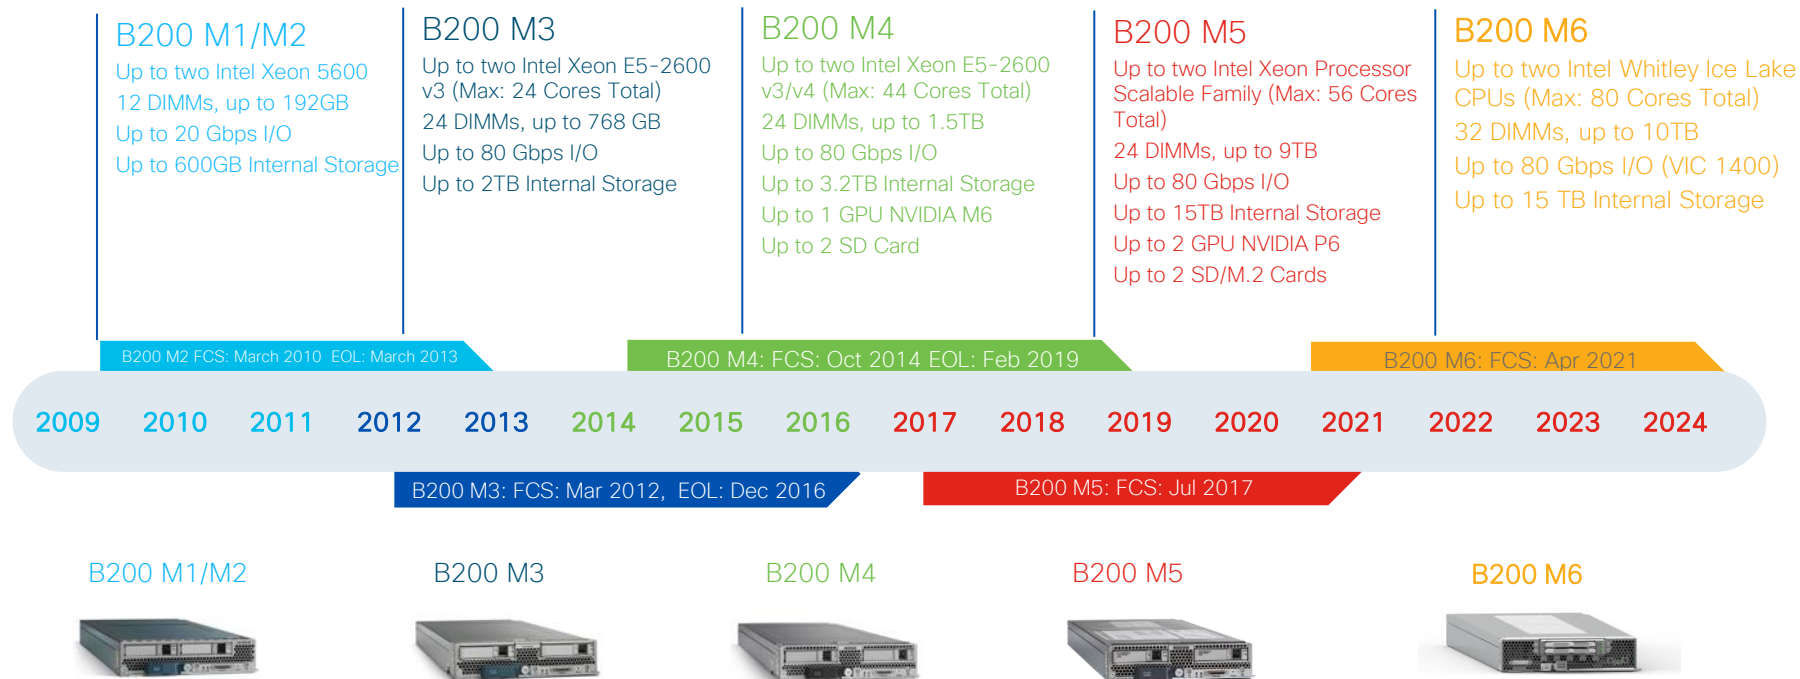 B200 M1/M2
Up to two Intel Xeon 5600
12 DIMMs, up to 192GB
Up to 20 Gbps I/O
Up to 600GB Internal Storage
B200 M3
Up to two Intel Xeon E5-2600
v3 (Max: 24 Cores Total)
24 DIMMs, up to 768 GB
Up to 80 Gbps I/O
Up to 2TB Internal Storage
B200 M4
Up to two Intel Xeon E5-2600
v3/v4 (Max: 44 Cores Total)
24 DIMMs, up to 1.5TB
Up to 80 Gbps I/O
Up to 3.2TB Internal Storage
Up to 1 GPU NVIDIA M6
Up to 2 SD Card
B200 M5
Up to two Intel Xeon Processor
Scalable Family (Max: 56 Cores
Total)
24 DIMMs, up to 9TB
Up to 80 Gbps I/O
Up to 15TB Internal Storage
Up to 2 GPU NVIDIA P6
Up to 2 SD/M.2 Cards
B200 M6
Up to two Intel Whitley Ice Lake
CPUs (Max: 80 Cores Total)
32 DIMMs, up to 10TB
Up to 80 Gbps I/O (VIC 1400)
Up to 15 TB Internal Storage
B200 M2 FCS: March 2010 EOL: March 2013
B200 M4: FCS: Oct 2014 EOL: Feb 2019
B200 M6: FCS: Apr 2021
2009 2010 2011 2012 2013 2014 2015 2016 2017 2018 2019 2020 2021 2022 2023 2024
B200 M3: FCS: Mar 2012, EOL: Dec 2016
B200 M5: FCS: Jul 2017
B200 M1/M2
B200 M3
B200 M4
B200 M5
B200 M6